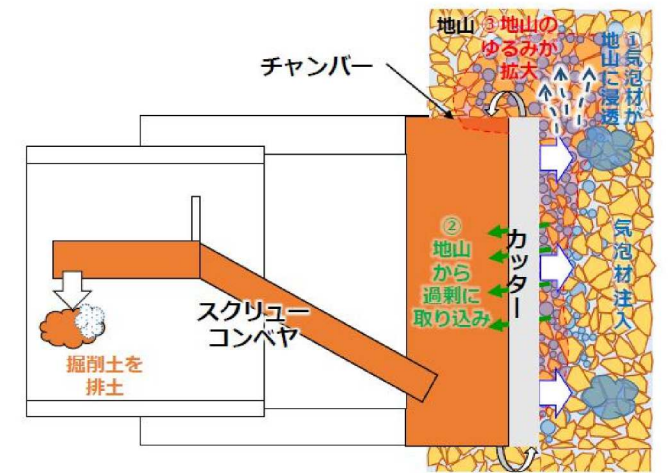 地山
③地山の
ゆるみが
拡大
①気泡材が
地山に浸透
チャンバー
②
地山
から
過剰に
取り込み
カッター
気泡材注入
スクリュー
コンベヤ
掘削土を
排土